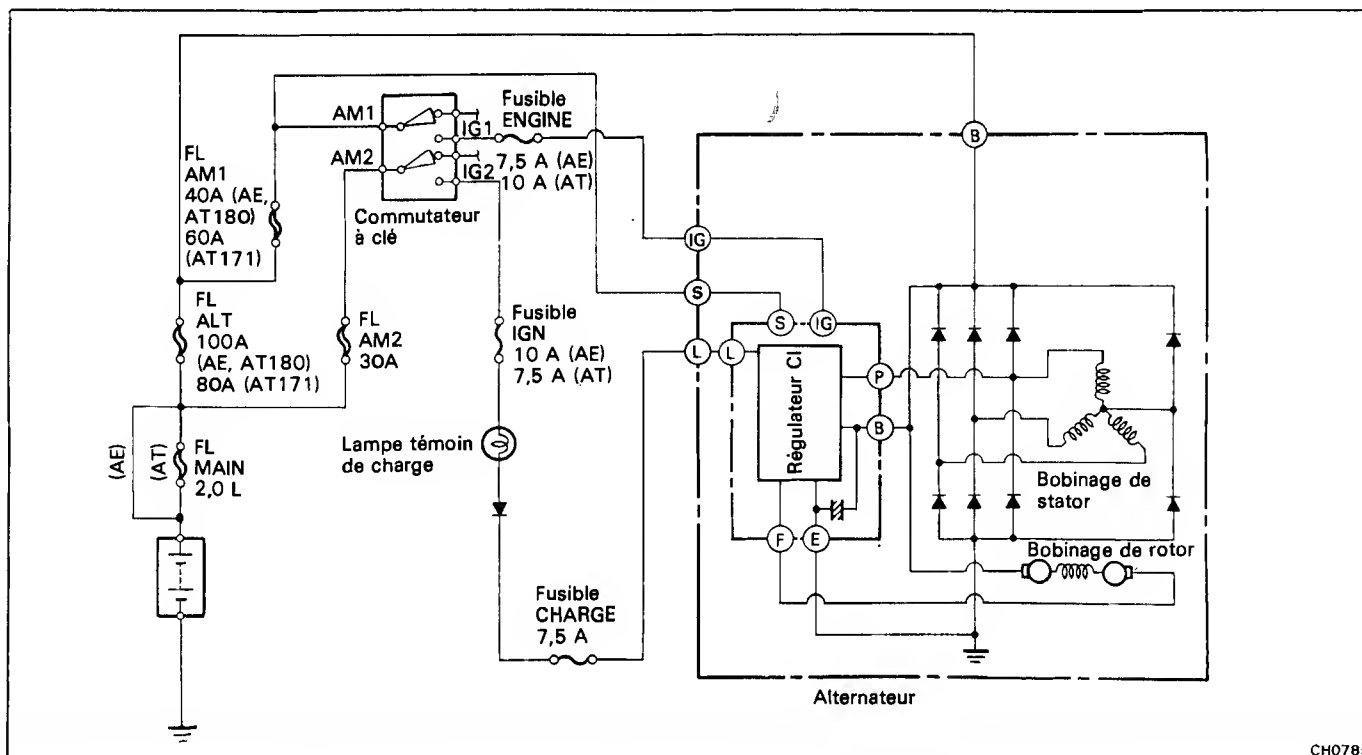 AM1
AM2
IG1
IG2
Commutateur
à clé
Fusible
ENGINE
7,5 A (AE)
10 A (AT)
FL
AM1
40A (AE,
AT180)
60A
(AT171)
FL
ALT
100A
(AE, AT180)
80A (AT171)
FL
AM2
30A
(AE)
(AT)
FL
MAIN
2,0 L
Fusible
IGN
10 A (AE)
7,5 A (AT)
Lampe témoin
de charge
Fusible
CHARGE
7,5 A
B
IG
S
L
S
IG
L
P
B
F
E
Régulateur CI
Bobinage de
stator
Bobinage de rotor
Alternateur
CH078